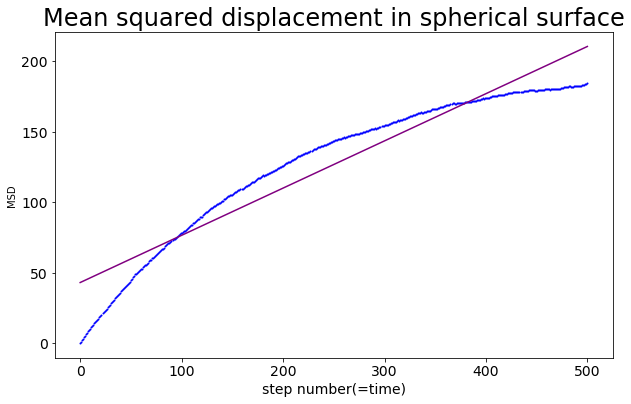 Mean squared displacement in spherical surface
200
150
100
50
0
MSD
0 100 200 300 400 500
step number(=time)